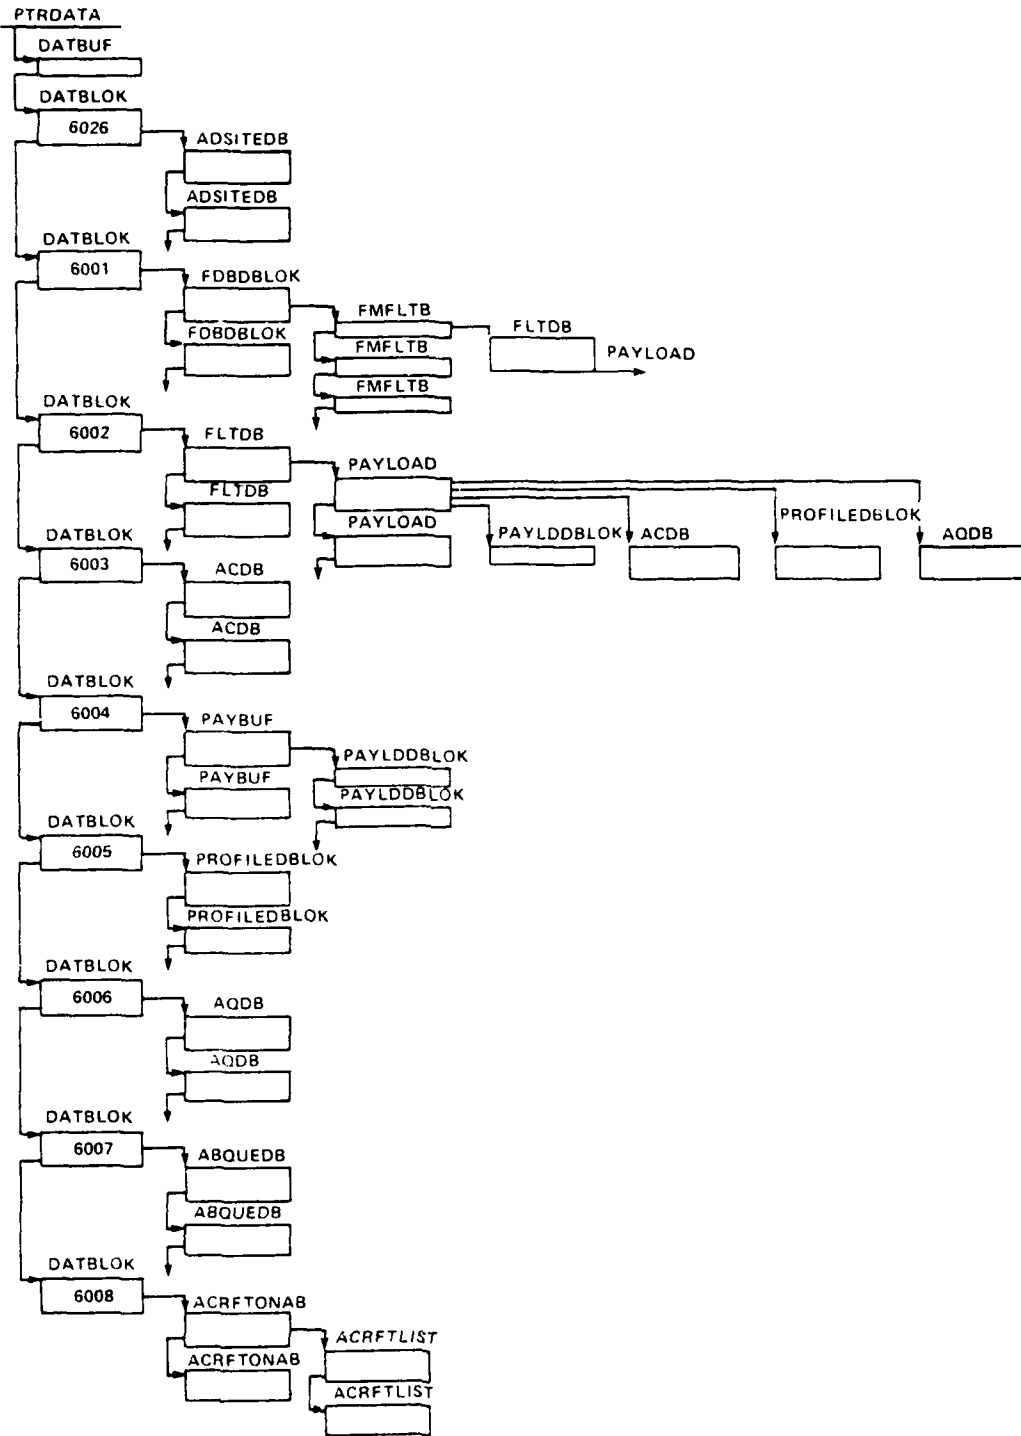 PTRDATA
DATBUF
DATBLOK
6026
ADSITEDB
ADSITEDB
DATBLOK
6001
FDBDBLOK
FMFLTB
FLTDB
PAYLOAD
FDBDBLOK
FMFLTB
FMFLTB
DATBLOK
6002
FLTDB
PAYLOAD
FLTDB
PAYLOAD
PAYLDDBLOK
ACDB
PROFILEDBLOK
AQDB
DATBLOK
6003
ACDB
ACDB
DATBLOK
6004
PAYBUF
PAYLDDBLOK
PAYBUF
PAYLDDBLOK
DATBLOK
6005
PROFILEDBLOK
PROFILEDBLOK
DATBLOK
6006
AQDB
AQDB
DATBLOK
6007
ABQUEDB
ABQUEDB
DATBLOK
6008
ACRFTONAB
ACRFTLIST
ACRFTONAB
ACRFTLIST